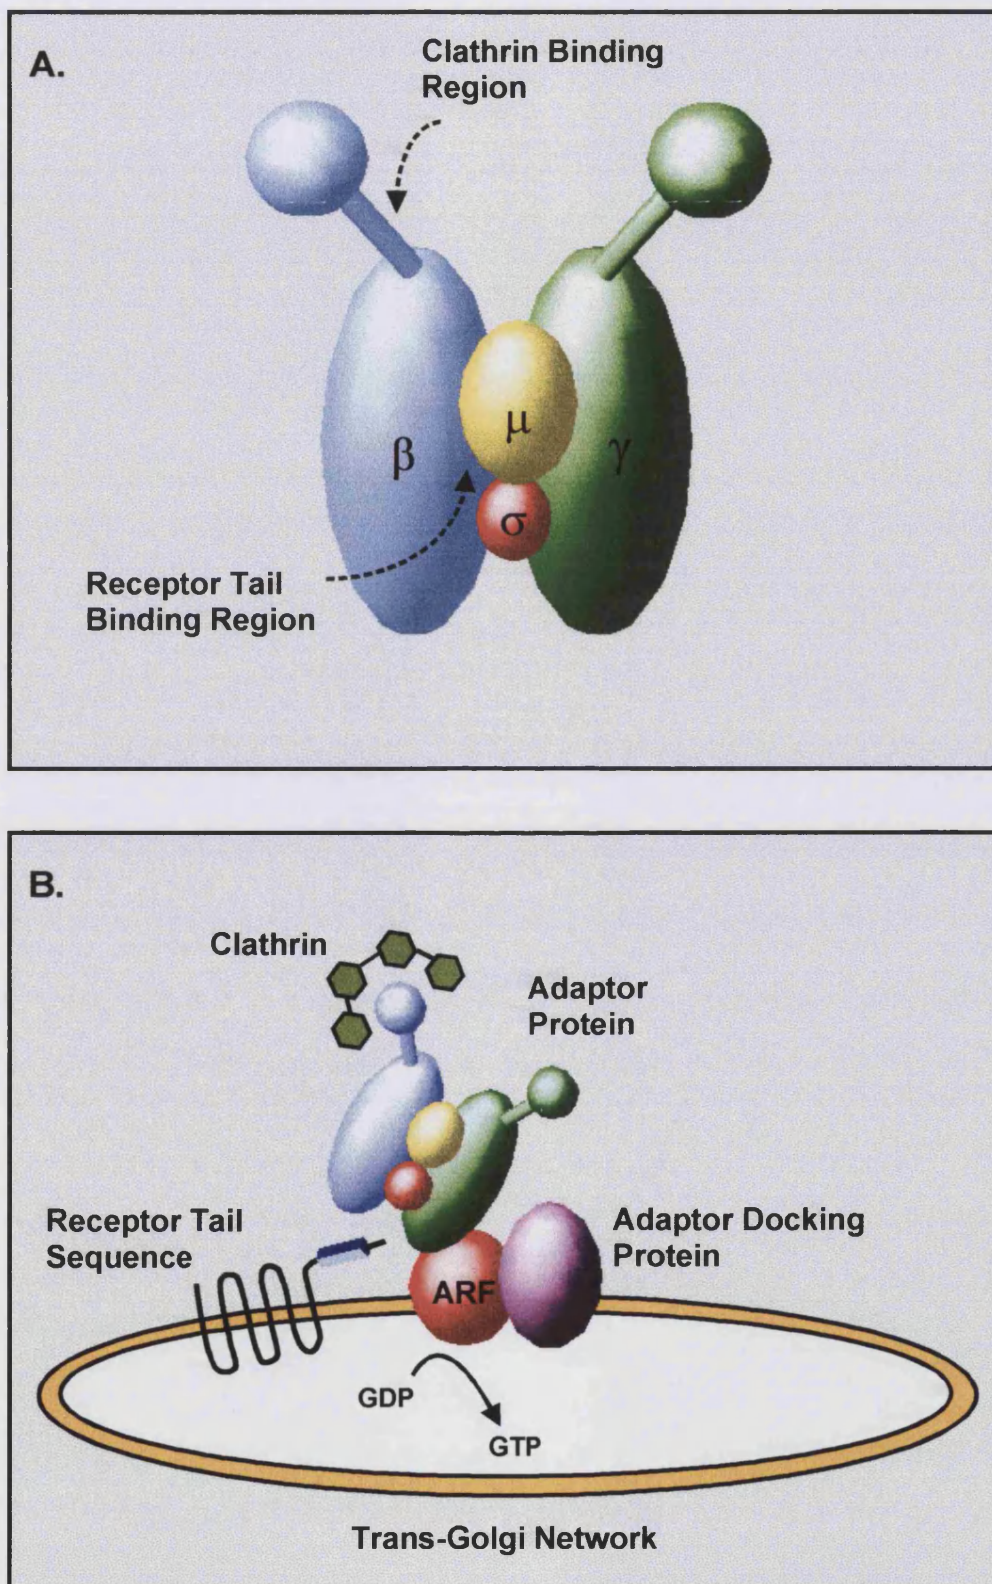 A.
Clathrin Binding
Region
β
μ
γ
σ
Receptor Tail
Binding Region
B.
Clathrin
Adaptor
Protein
Receptor Tail
Sequence
Adaptor Docking
Protein
ARF
GDP
GTP
Trans-Golgi Network